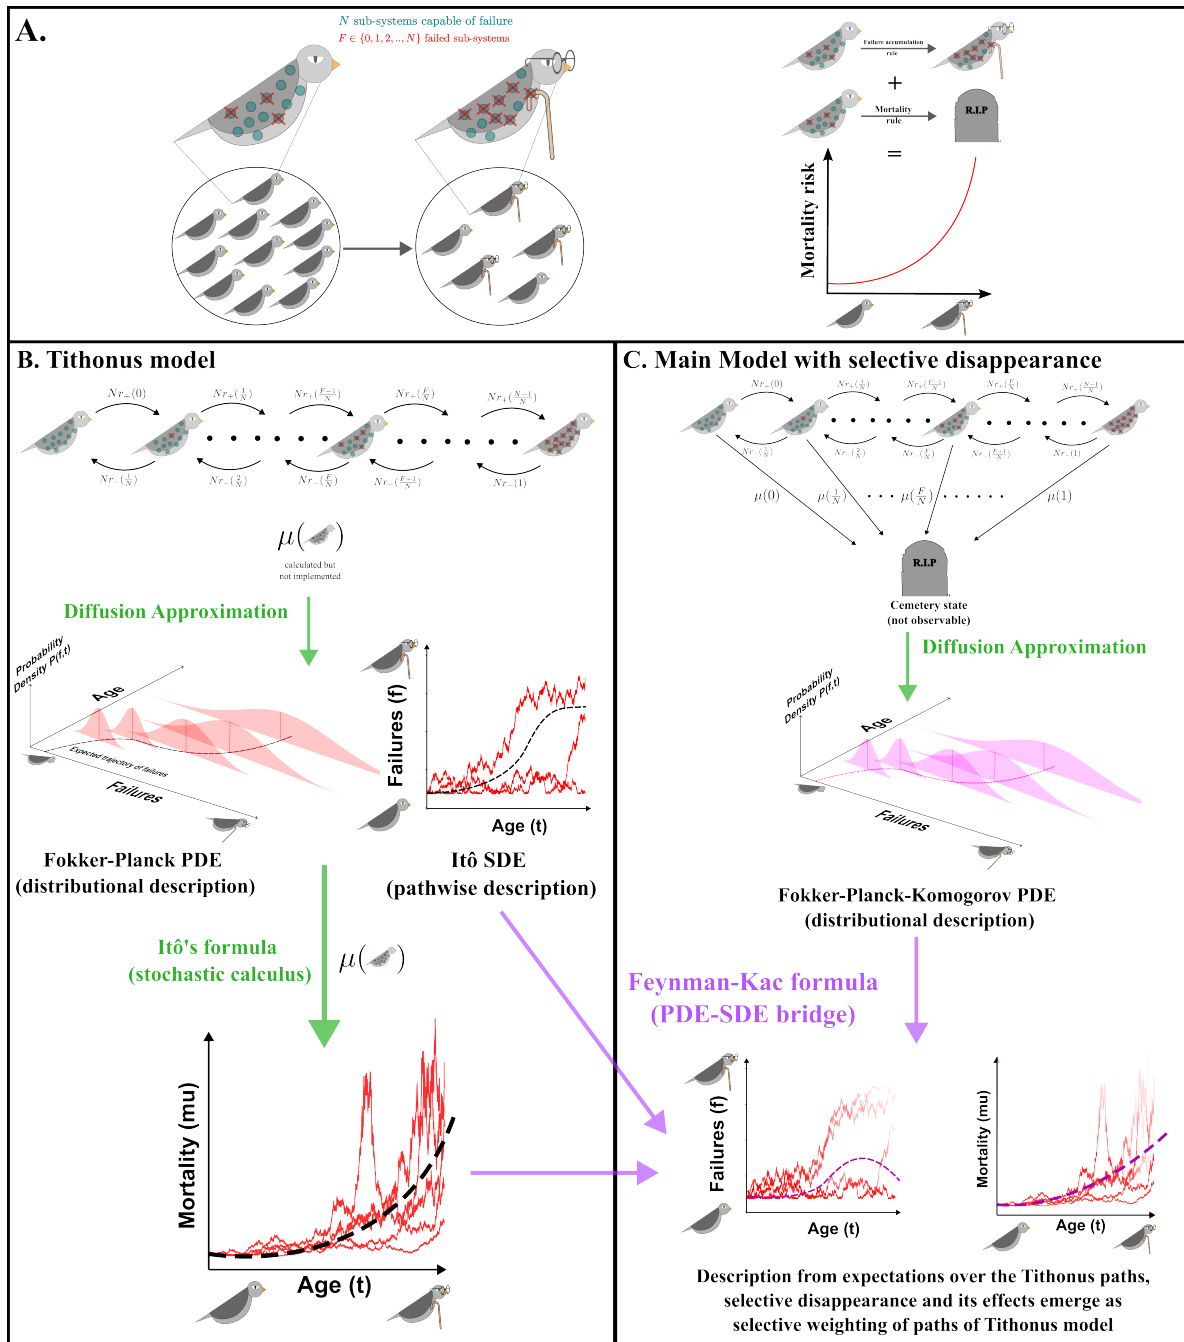 A.
N sub-systems capable of failure
F ∈ {0, 1, 2, .., N} failed sub-systems
Failure accumulation
rule
+
Mortality
rule
R.I.P
=
Mortality risk
B. Tithonus model
Nr₊(0)
Nr₊(1/N)
Nr₊((F−1)/N)
Nr₊(F/N)
Nr₊((N−1)/N)
Nr₋(1/N)
Nr₋(2/N)
Nr₋(F/N)
Nr₋((F+1)/N)
Nr₋(1)
μ( )
calculated but
not implemented
Diffusion Approximation
Probability
Density P(f,t)
Age
Expected trajectory of failures
Failures
Failures (f)
Age (t)
Fokker-Planck PDE
(distributional description)
Itô SDE
(pathwise description)
Itô's formula
(stochastic calculus)
μ( )
Mortality (mu)
Age (t)
C. Main Model with selective disappearance
Nr₊(0)
Nr₊(1/N)
Nr₊((F−1)/N)
Nr₊(F/N)
Nr₊((N−1)/N)
Nr₋(1/N)
Nr₋(2/N)
Nr₋(F/N)
Nr₋((F+1)/N)
Nr₋(1)
μ(0)
μ(1/N)
μ(F/N)
μ(1)
R.I.P
Cemetery state
(not observable)
Diffusion Approximation
Probability
Density P(f,t)
Age
Failures
Fokker-Planck-Komogorov PDE
(distributional description)
Feynman-Kac formula
(PDE-SDE bridge)
Failures (f)
Age (t)
Mortality (mu)
Age (t)
Description from expectations over the Tithonus paths,
selective disappearance and its effects emerge as
selective weighting of paths of Tithonus model